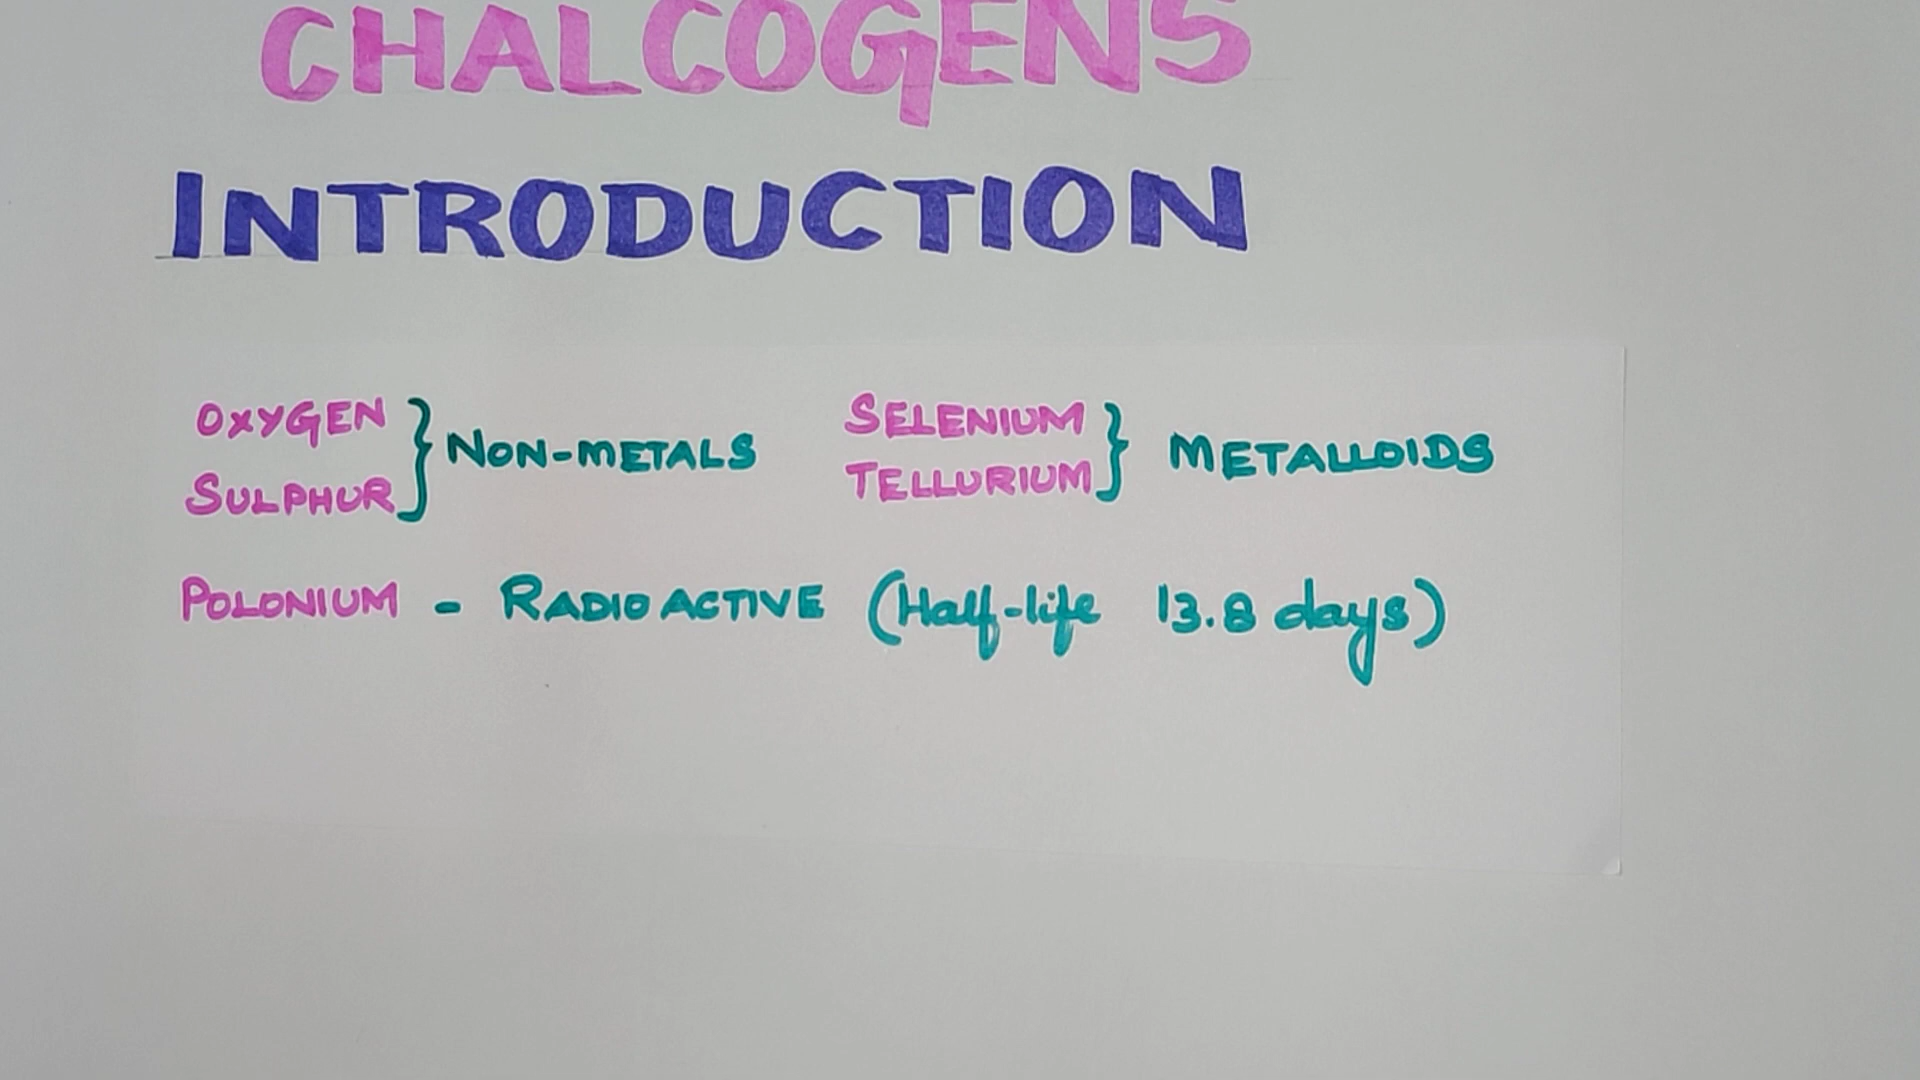 CHALCOGENS
INTRODUCTION
OXYGEN
SULPHUR
} NON-METALS
SELENIUM
TELLURIUM
} METALLOIDS
POLONIUM - RADIOACTIVE (Half-life 13.8 days)